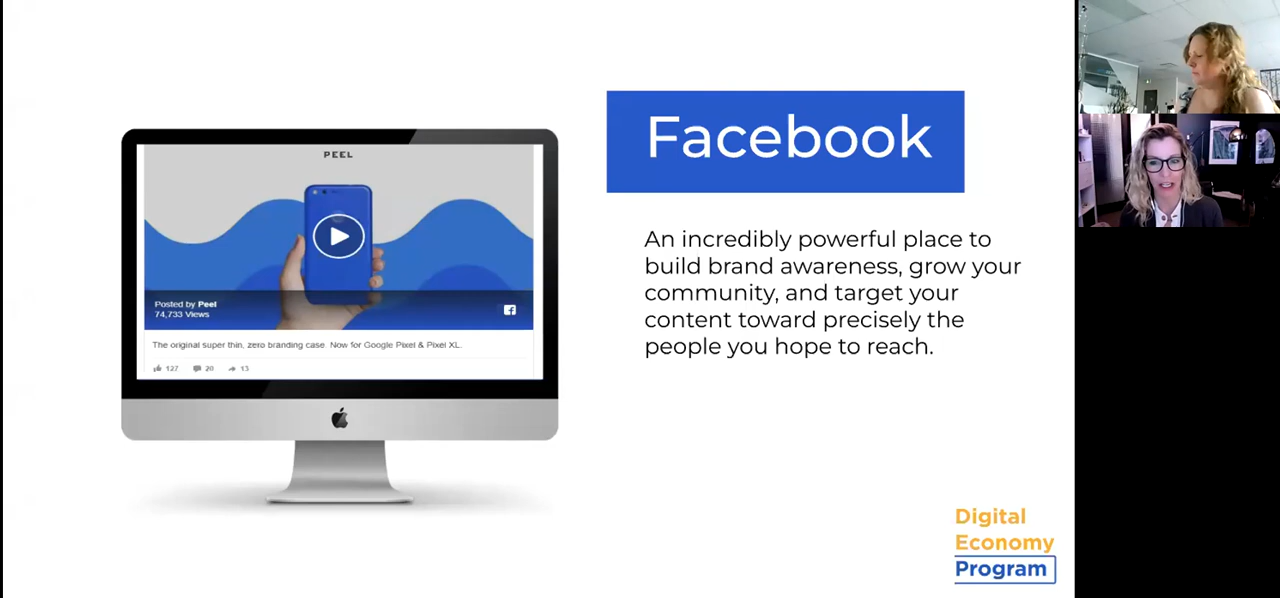 PEEL
Posted by Peel
74,733 Views
The original super thin, zero branding case. Now for Google Pixel & Pixel XL.
127 20 13
Facebook
An incredibly powerful place to
build brand awareness, grow your
community, and target your
content toward precisely the
people you hope to reach.
Digital
Economy
Program